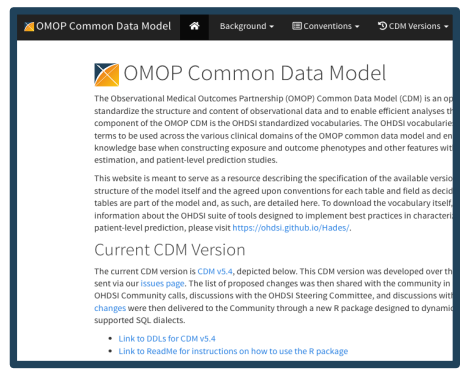 OMOP Common Data Model Background Conventions CDM Versions
OMOP Common Data Model
The Observational Medical Outcomes Partnership (OMOP) Common Data Model (CDM) is an op
standardize the structure and content of observational data and to enable efficient analyses th
component of the OMOP CDM is the OHDSI standardized vocabularies. The OHDSI vocabularie
terms to be used across the various clinical domains of the OMOP common data model and en
knowledge base when constructing exposure and outcome phenotypes and other features wit
estimation, and patient-level prediction studies.
This website is meant to serve as a resource describing the specification of the available versio
structure of the model itself and the agreed upon conventions for each table and field as decid
tables are part of the model and, as such, are detailed here. To download the vocabulary itself,
information about the OHDSI suite of tools designed to implement best practices in characteri
patient-level prediction, please visit https://ohdsi.github.io/Hades/.
Current CDM Version
The current CDM version is CDM v5.4, depicted below. This CDM version was developed over th
sent via our issues page. The list of proposed changes was then shared with the community in
OHDSI Community calls, discussions with the OHDSI Steering Committee, and discussions wit
changes were then delivered to the Community through a new R package designed to dynamic
supported SQL dialects.
• Link to DDLs for CDM v5.4
• Link to ReadMe for instructions on how to use the R package